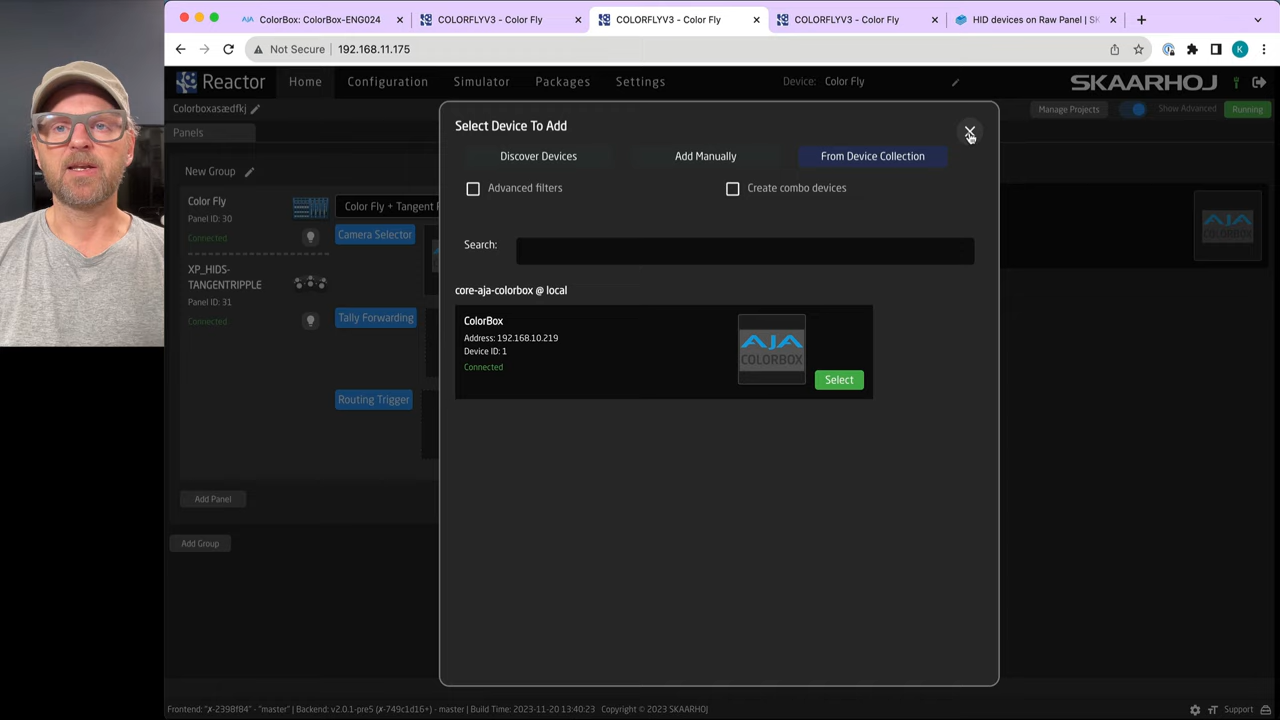 ColorBox: ColorBox-ENG024
COLORFLYV3 - Color Fly
COLORFLYV3 - Color Fly
COLORFLYV3 - Color Fly
HID devices on Raw Panel | SK
Not Secure
192.168.11.175
K
Reactor
Home
Configuration
Simulator
Packages
Settings
Device:
Color Fly
SKAARHOJ
Colorboxasædfkj
Manage Projects
Show Advanced
Running
Panels
Select Device To Add
Discover Devices
Add Manually
From Device Collection
New Group
Advanced filters
Create combo devices
Color Fly
Panel ID: 30
Connected
Color Fly + Tangent
Camera Selector
Search:
XP_HIDS-
TANGENTRIPPLE
Panel ID: 31
Connected
Tally Forwarding
Routing Trigger
core-aja-colorbox @ local
ColorBox
Address: 192.168.10.219
Device ID: 1
Connected
AJA
COLORBOX
Select
AJA
COLORBOX
Add Panel
Add Group
Frontend: "✗-2398f84" - "master" | Backend: v2.0.1-pre5 (✗-749c1d16+) - master | Build Time: 2023-11-20 13:40:23 Copyright © 2023 SKAARHOJ
Support